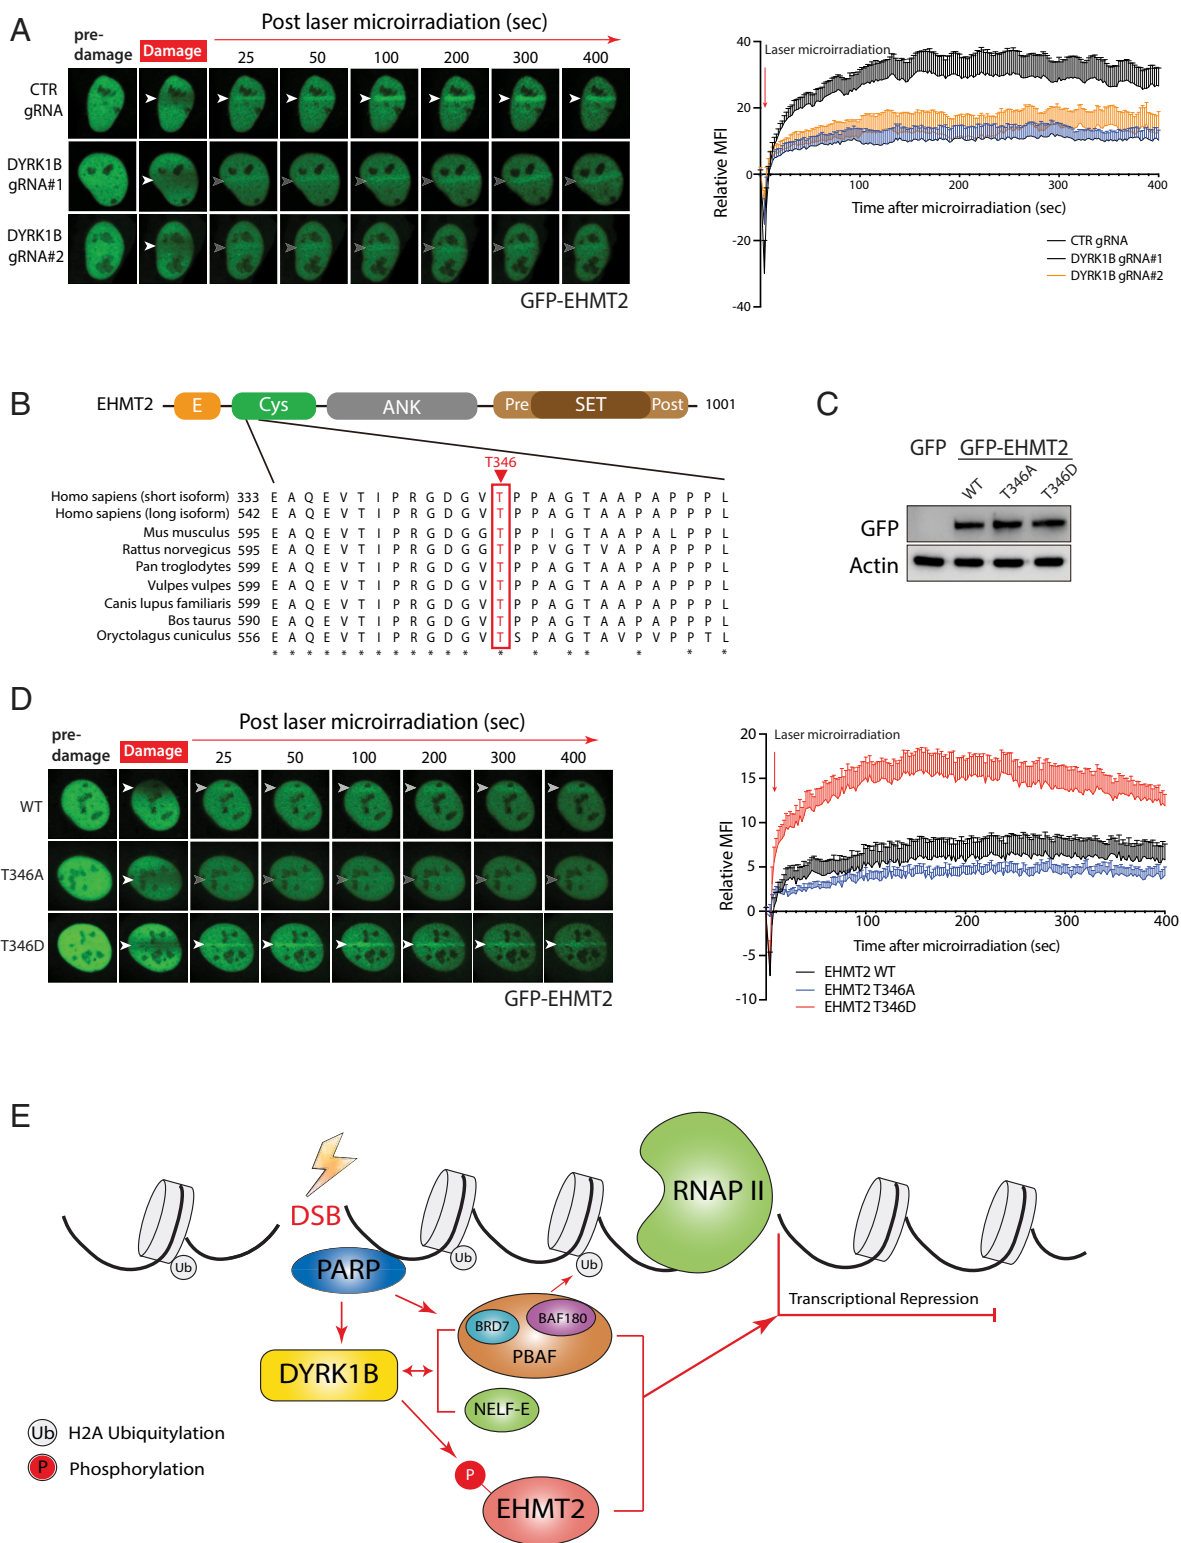 A
Post laser microirradiation (sec)
pre-
damage
Damage
25 50 100 200 300 400
CTR
gRNA
DYRK1B
gRNA#1
DYRK1B
gRNA#2
GFP-EHMT2
Relative MFI
40
20
0
-20
-40
Laser microirradiation
100 200 300 400
Time after microirradiation (sec)
CTR gRNA
DYRK1B gRNA#1
DYRK1B gRNA#2
B
EHMT2 E Cys ANK Pre SET Post 1001
T346
Homo sapiens (short isoform) 333 E A Q E V T I P R G D G V T P P A G T A A P A P P P L
Homo sapiens (long isoform) 542 E A Q E V T I P R G D G V T P P A G T A A P A P P P L
Mus musculus 595 E A Q E V T I P R G D G G T P P I G T A A P A L P P L
Rattus norvegicus 595 E A Q E V T I P R G D G G T P P V G T V A P A P P P L
Pan troglodytes 599 E A Q E V T I P R G D G V T P P A G T A A P A P P P L
Vulpes vulpes 599 E A Q E V T I P R G D G V T P P A G T A A P A P P P L
Canis lupus familiaris 599 E A Q E V T I P R G D G V T P P A G T A A P A P P P L
Bos taurus 590 E A Q E V T I P R G D G V T P P A G T A A P A P P P L
Oryctolagus cuniculus 556 E A Q E V T I P R G D G V T S P A G T A V P V P P T L
* * * * * * * * * * * * * * * * * * *
C
GFP GFP-EHMT2
WT T346A T346D
GFP
Actin
D
Post laser microirradiation (sec)
pre-
damage
Damage
25 50 100 200 300 400
WT
T346A
T346D
GFP-EHMT2
Relative MFI
20
15
10
5
0
-5
-10
Laser microirradiation
100 200 300 400
Time after microirradiation (sec)
EHMT2 WT
EHMT2 T346A
EHMT2 T346D
E
DSB
RNAP II
Ub
Ub
Ub
PARP
Transcriptional Repression
BRD7
BAF180
PBAF
DYRK1B
NELF-E
Ub H2A Ubiquitylation
P Phosphorylation
P
EHMT2